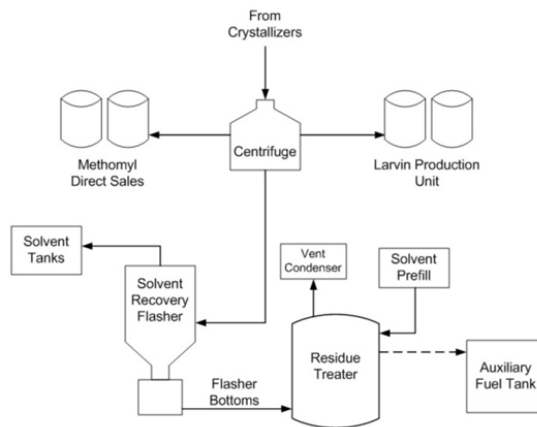 From
Crystallizers
Centrifuge
Methomyl
Direct Sales
Larvin Production
Unit
Solvent
Tanks
Solvent
Recovery
Flasher
Vent
Condenser
Solvent
Prefill
Residue
Treater
Auxiliary
Fuel Tank
Flasher
Bottoms